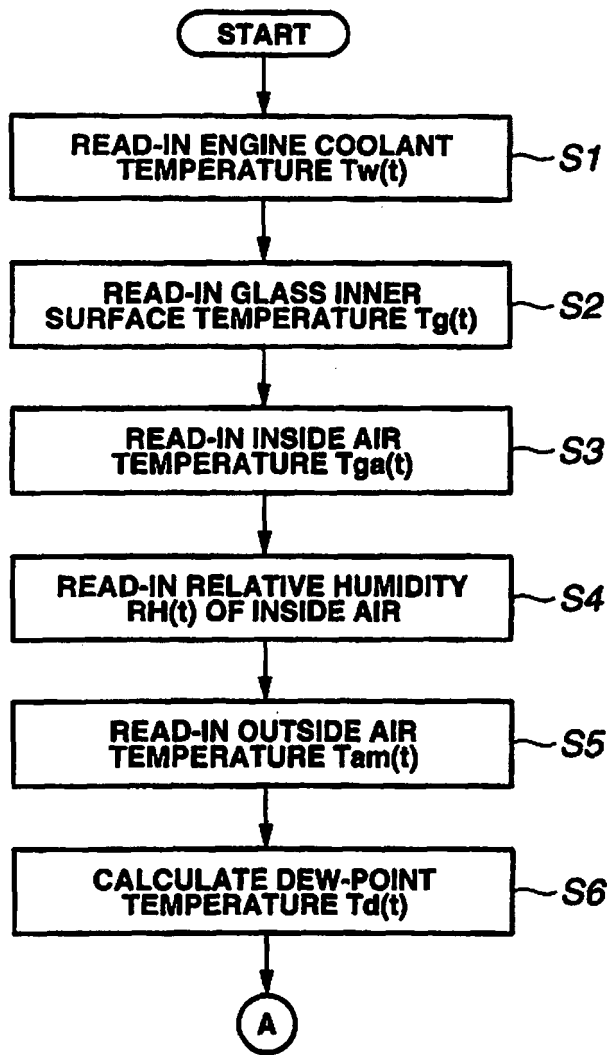 START
READ-IN ENGINE COOLANT
TEMPERATURE Tw(t)
S1
READ-IN GLASS INNER
SURFACE TEMPERATURE Tg(t)
S2
READ-IN INSIDE AIR
TEMPERATURE Tga(t)
S3
READ-IN RELATIVE HUMIDITY
RH(t) OF INSIDE AIR
S4
READ-IN OUTSIDE AIR
TEMPERATURE Tam(t)
S5
CALCULATE DEW-POINT
TEMPERATURE Td(t)
S6
A